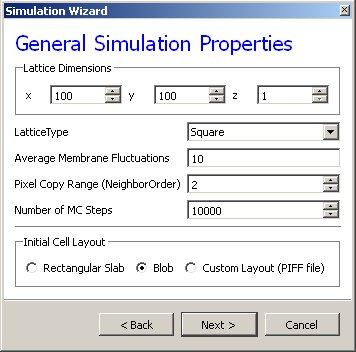 Simulation Wizard
General Simulation Properties
Lattice Dimensions
x 100 y 100 z 1
LatticeType Square
Average Membrane Fluctuations 10
Pixel Copy Range (NeighborOrder) 2
Number of MC Steps 10000
Initial Cell Layout
Rectangular Slab Blob Custom Layout (PIFF file)
< Back Next > Cancel